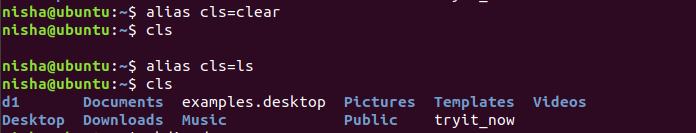 nisha@ubuntu:~$ alias cls=clear
nisha@ubuntu:~$ cls
nisha@ubuntu:~$ alias cls=ls
nisha@ubuntu:~$ cls
d1 Documents examples.desktop Pictures Templates Videos
Desktop Downloads Music Public tryit_now